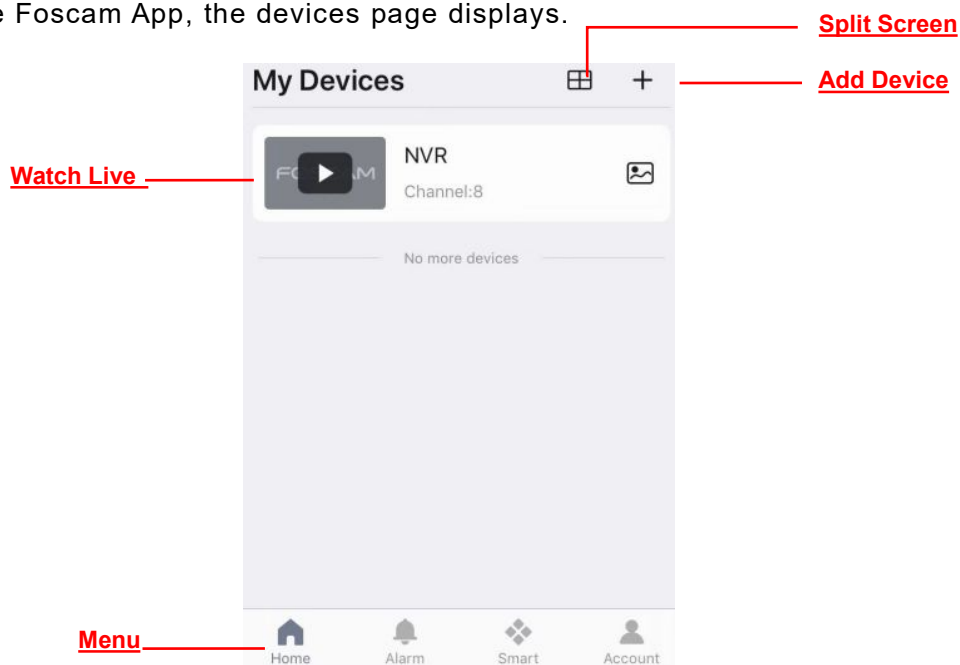 e Foscam App, the devices page displays.
Split Screen
My Devices
Add Device
Watch Live
NVR
Channel:8
No more devices
Menu
Home Alarm Smart Account